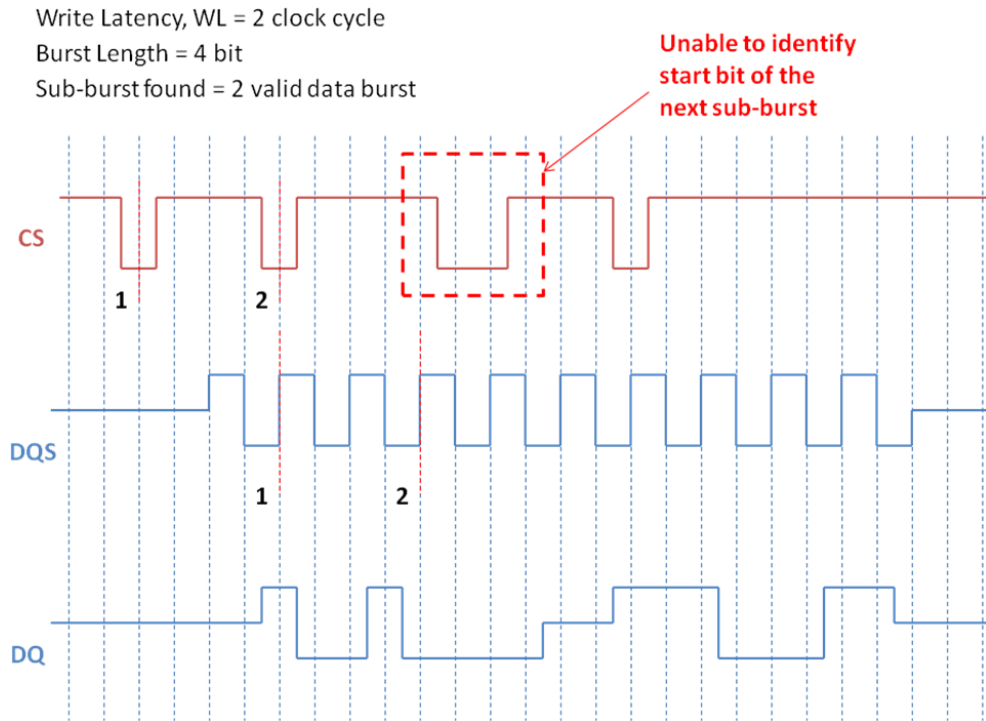 Write Latency, WL = 2 clock cycle
Burst Length = 4 bit
Sub-burst found = 2 valid data burst
Unable to identify
start bit of the
next sub-burst
CS
1
2
DQS
1
2
DQ